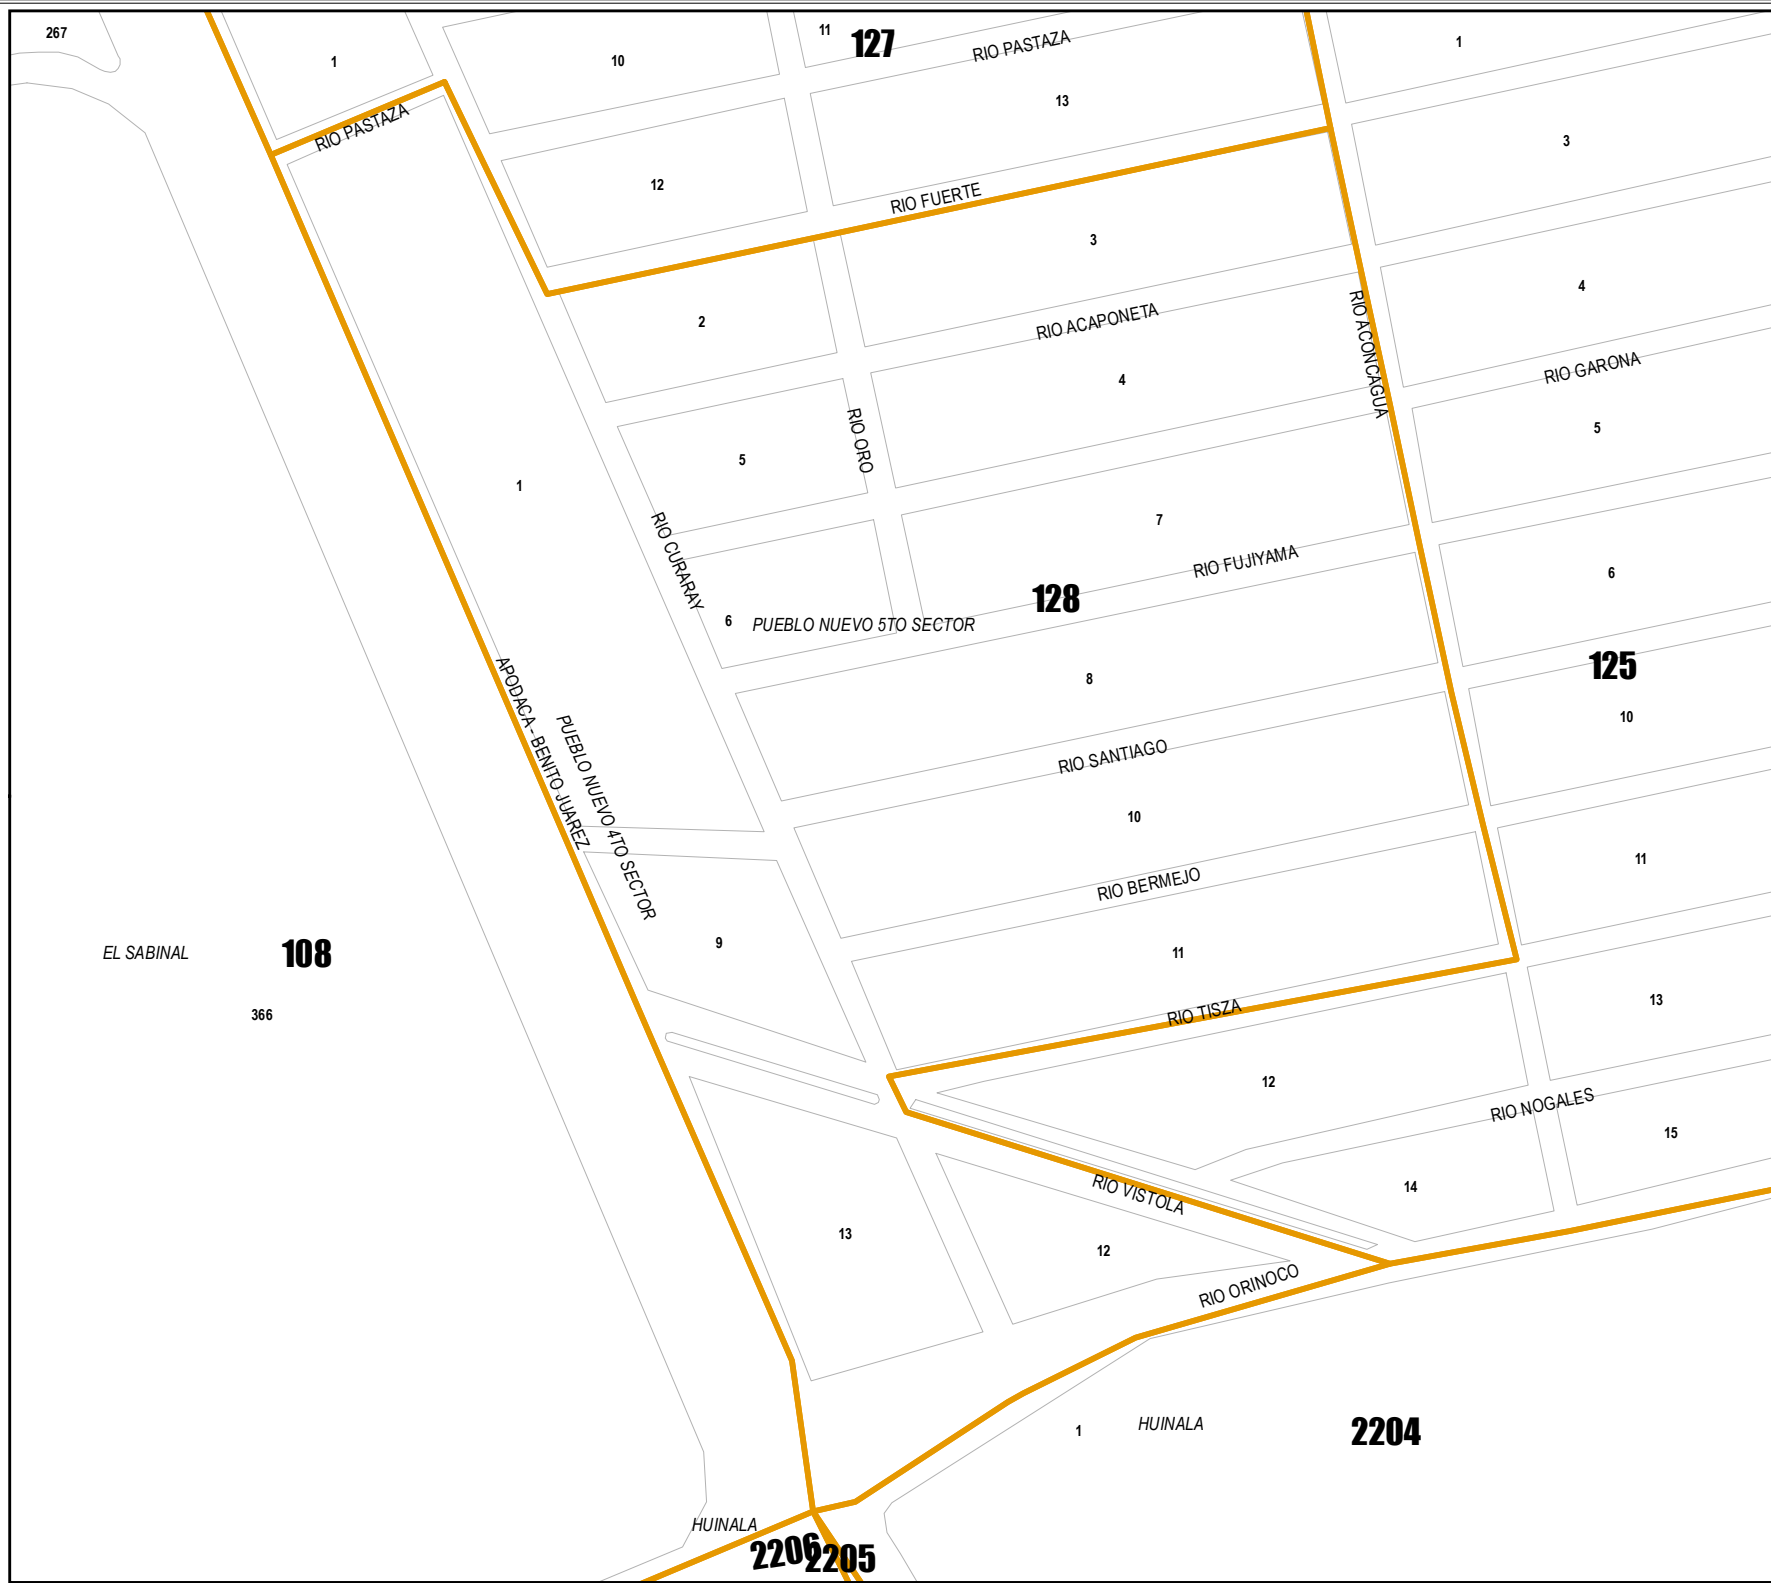 267
11
127
RIO PASTAZA
1
1
10
13
RIO PASTAZA
3
12
RIO FUERTE
3
4
2
RIO ACAPONETA
RIO ACONCAGUA
RIO GARONA
4
RIO ORO
5
5
1
RIO CURARAY
7
RIO FUJIYAMA
6
128
6
PUEBLO NUEVO 5TO SECTOR
125
8
10
APODACA - BENITO JUAREZ
PUEBLO NUEVO 4TO SECTOR
RIO SANTIAGO
10
11
RIO BERMEJO
9
EL SABINAL
108
11
366
RIO TISZA
13
12
RIO NOGALES
15
RIO VISTOLA
14
13
12
RIO ORINOCO
1
HUINALA
2204
HUINALA
2206
2205